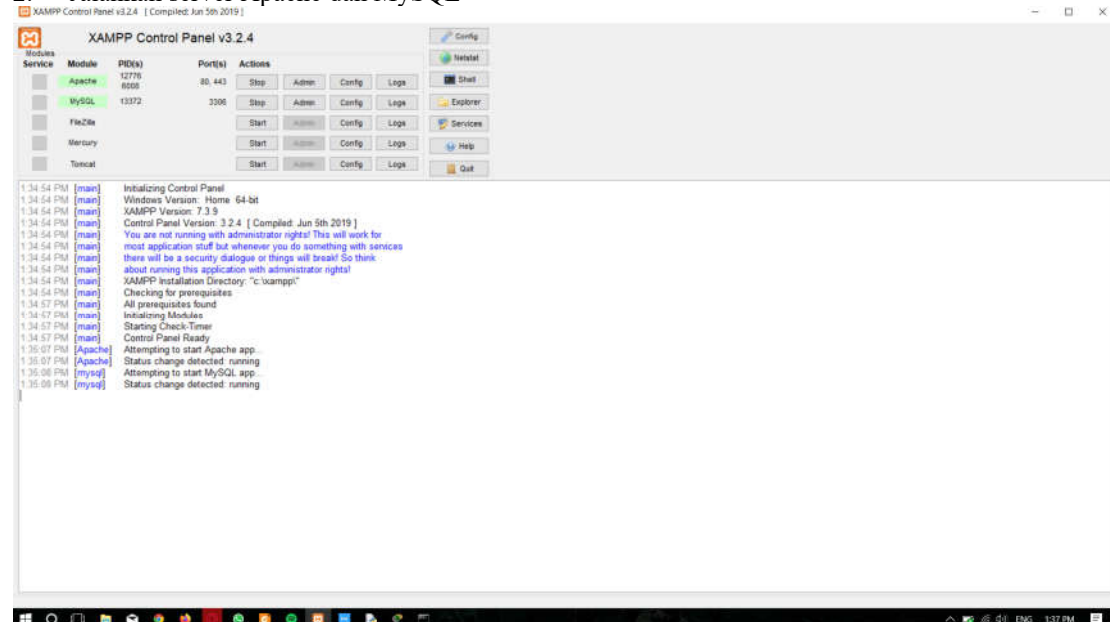 2. Jalankan server Apache dan MySQL
XAMPP Control Panel v3.2.4 [ Compiled: Jun 5th 2019 ]
XAMPP Control Panel v3.2.4
Config
Modules
Service Module PID(s) Port(s) Actions
Netstat
Apache 12776 6008 80, 443 Stop Admin Config Logs
Shell
MySQL 13372 3306 Stop Admin Config Logs
Explorer
FileZilla Start Admin Config Logs
Services
Mercury Start Admin Config Logs
Help
Tomcat Start Admin Config Logs
Quit
1:34:54 PM [main] Initializing Control Panel
1:34:54 PM [main] Windows Version: Home 64-bit
1:34:54 PM [main] XAMPP Version: 7.3.9
1:34:54 PM [main] Control Panel Version: 3.2.4 [ Compiled: Jun 5th 2019 ]
1:34:54 PM [main] You are not running with administrator rights! This will work for
1:34:54 PM [main] most application stuff but whenever you do something with services
1:34:54 PM [main] there will be a security dialogue or things will break! So think
1:34:54 PM [main] about running this application with administrator rights!
1:34:54 PM [main] XAMPP Installation Directory: "c:\xampp\"
1:34:54 PM [main] Checking for prerequisites
1:34:57 PM [main] All prerequisites found
1:34:57 PM [main] Initializing Modules
1:34:57 PM [main] Starting Check-Timer
1:34:57 PM [main] Control Panel Ready
1:35:07 PM [Apache] Attempting to start Apache app...
1:35:07 PM [Apache] Status change detected: running
1:35:08 PM [mysql] Attempting to start MySQL app...
1:35:08 PM [mysql] Status change detected: running
ENG 1:37 PM